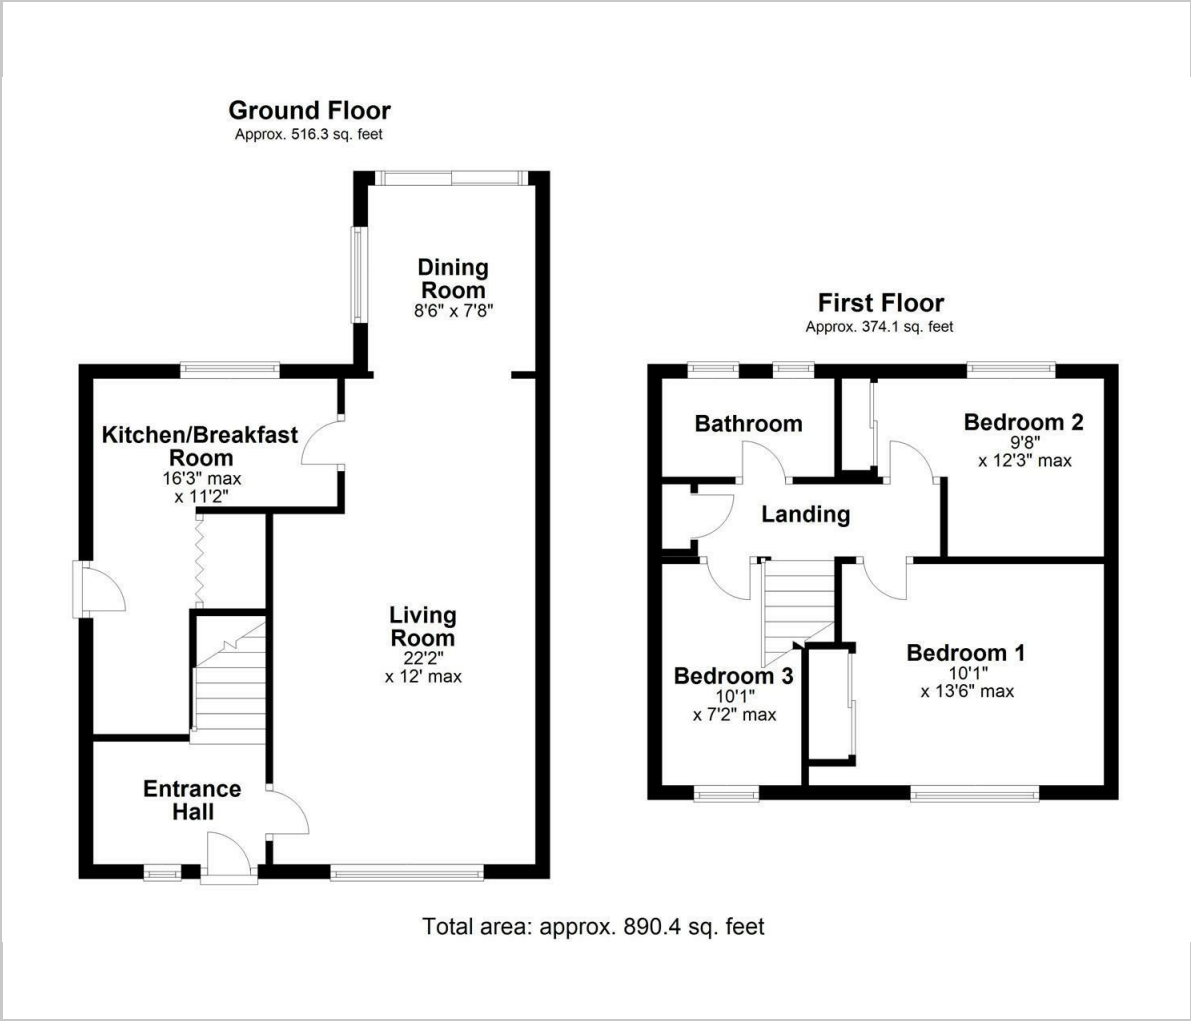 Ground Floor
Approx. 516.3 sq. feet
Dining
Room
8'6" x 7'8"
Kitchen/Breakfast
Room
16'3" max
x 11'2"
Living
Room
22'2"
x 12' max
Entrance
Hall
First Floor
Approx. 374.1 sq. feet
Bathroom
Bedroom 2
9'8"
x 12'3" max
Landing
Bedroom 1
10'1"
x 13'6" max
Bedroom 3
10'1"
x 7'2" max
Total area: approx. 890.4 sq. feet